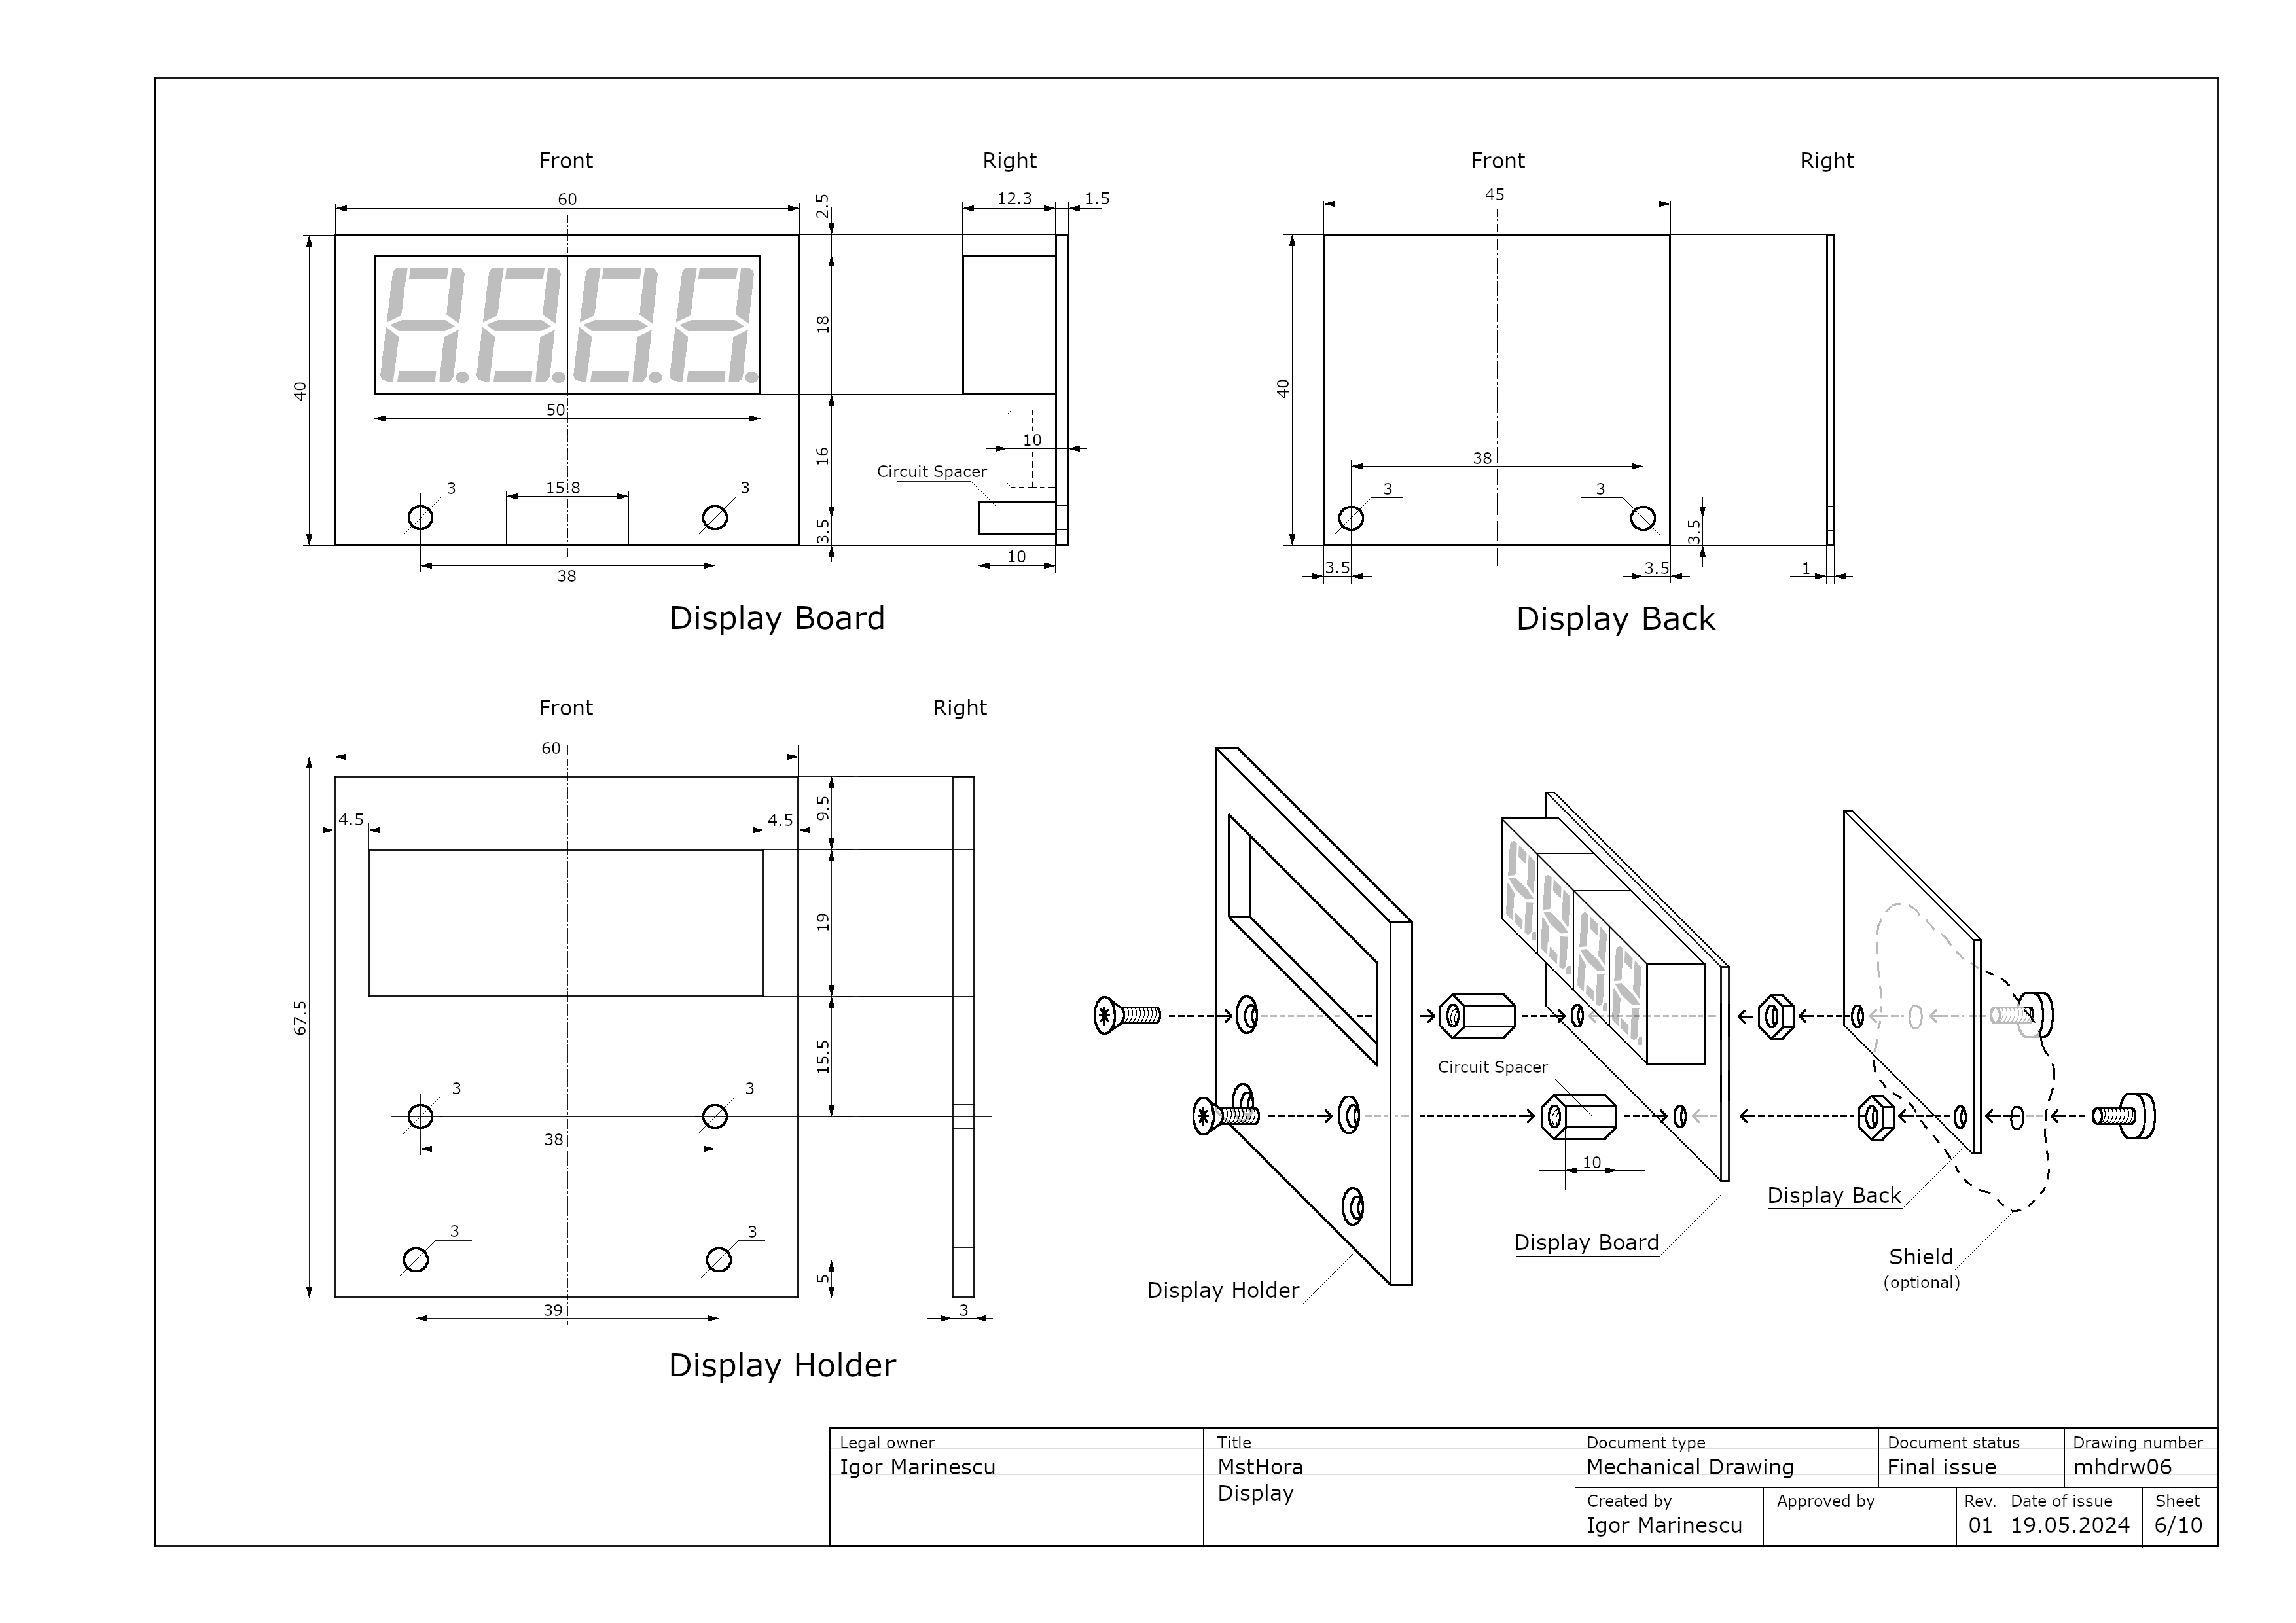 Front
Right
Front
Right
60
2.5
12.3
1.5
45
40
18
50
10
16
Circuit Spacer
3
15.8
3
3.5
38
10
40
38
3
3
3.5
3.5
3.5
1
Display Board
Display Back
Front
Right
60
4.5
4.5
9.5
19
67.5
15.5
3
3
38
3
3
5
39
3
Circuit Spacer
10
Display Back
Display Board
Shield
(optional)
Display Holder
Display Holder
Legal owner
Igor Marinescu
Title
MstHora
Display
Document type
Mechanical Drawing
Document status
Final issue
Drawing number
mhdrw06
Created by
Igor Marinescu
Approved by
Rev.
01
Date of issue
19.05.2024
Sheet
6/10